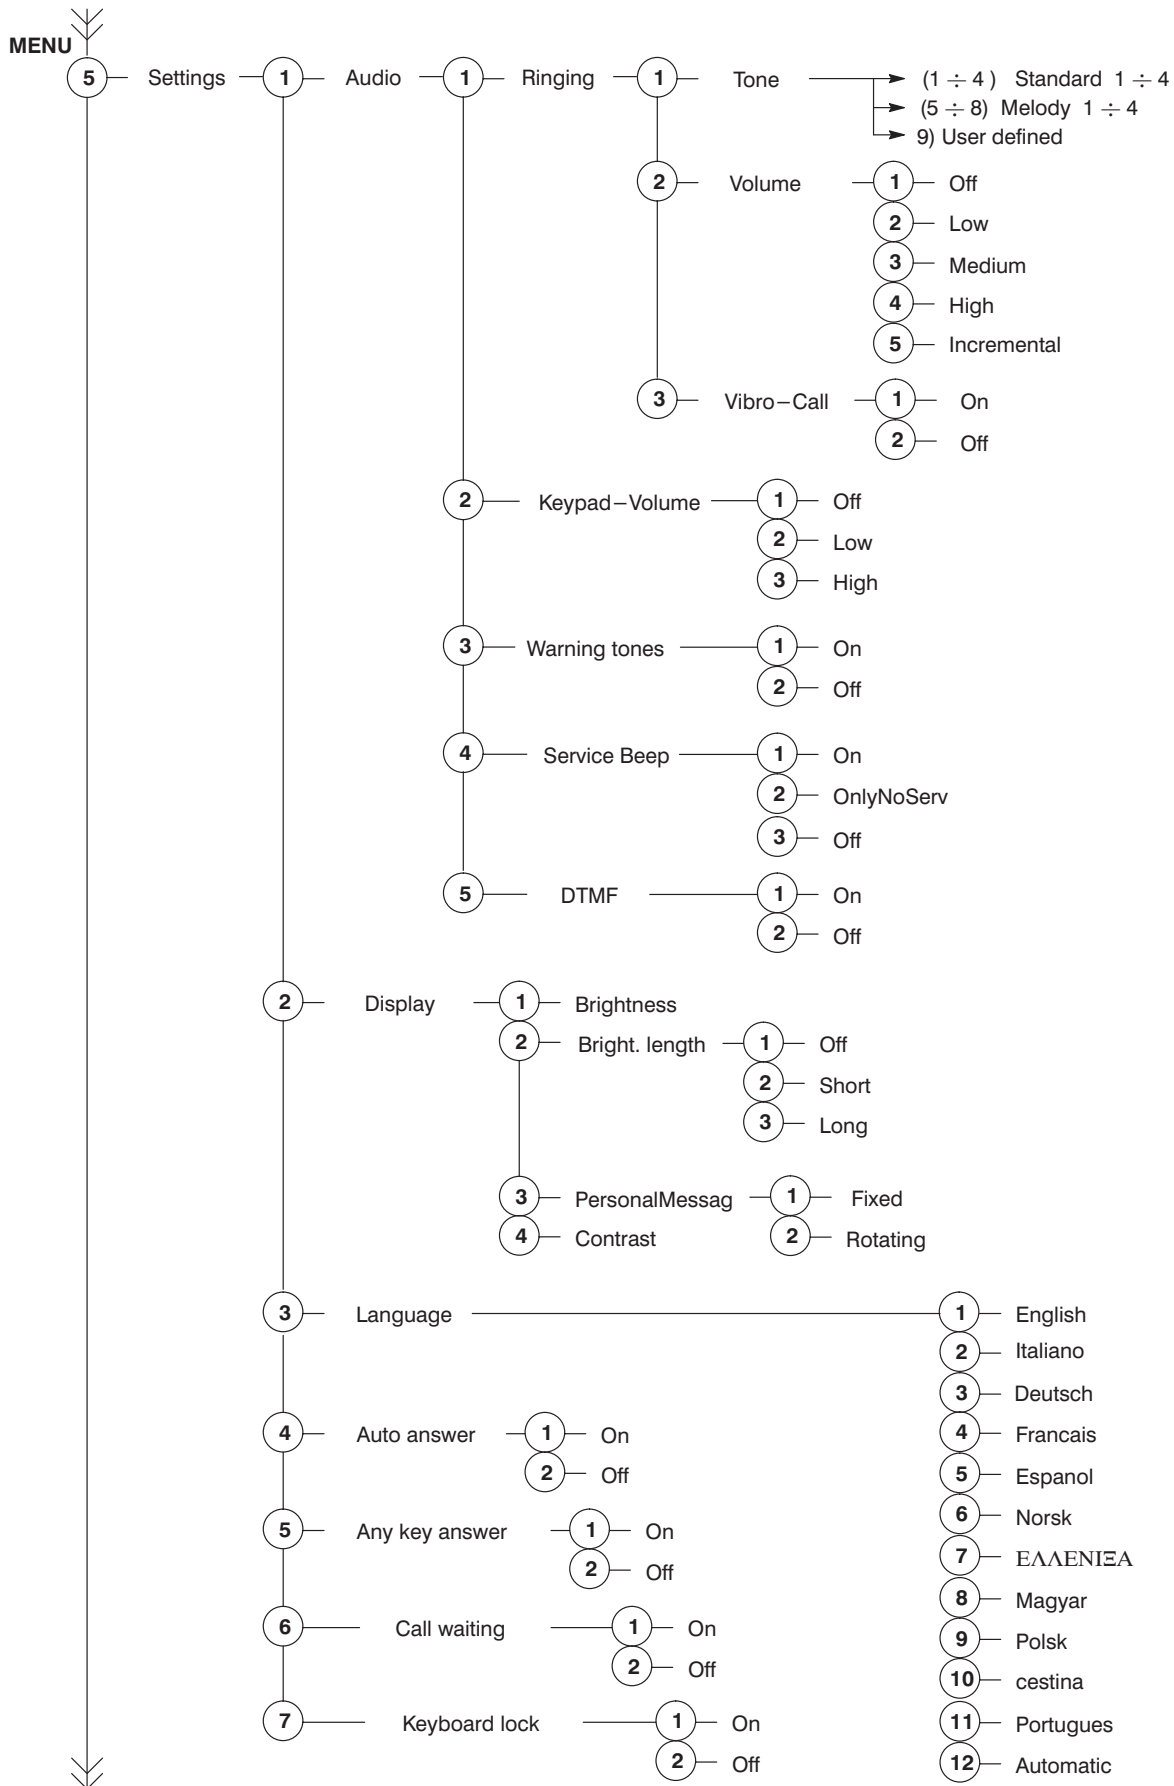 MENU
5 Settings 1 Audio 1 Ringing 1 Tone (1 ÷ 4 ) Standard 1 ÷ 4
(5 ÷ 8) Melody 1 ÷ 4
9) User defined
2 Volume 1 Off
2 Low
3 Medium
4 High
5 Incremental
3 Vibro–Call 1 On
2 Off
2 Keypad–Volume 1 Off
2 Low
3 High
3 Warning tones 1 On
2 Off
4 Service Beep 1 On
2 OnlyNoServ
3 Off
5 DTMF 1 On
2 Off
2 Display 1 Brightness
2 Bright. length 1 Off
2 Short
3 Long
3 PersonalMessag 1 Fixed
4 Contrast 2 Rotating
3 Language 1 English
2 Italiano
3 Deutsch
4 Francais
5 Espanol
6 Norsk
7 ΕΛΛΕΝΙΞΑ
8 Magyar
9 Polsk
10 cestina
11 Portugues
12 Automatic
4 Auto answer 1 On
2 Off
5 Any key answer 1 On
2 Off
6 Call waiting 1 On
2 Off
7 Keyboard lock 1 On
2 Off